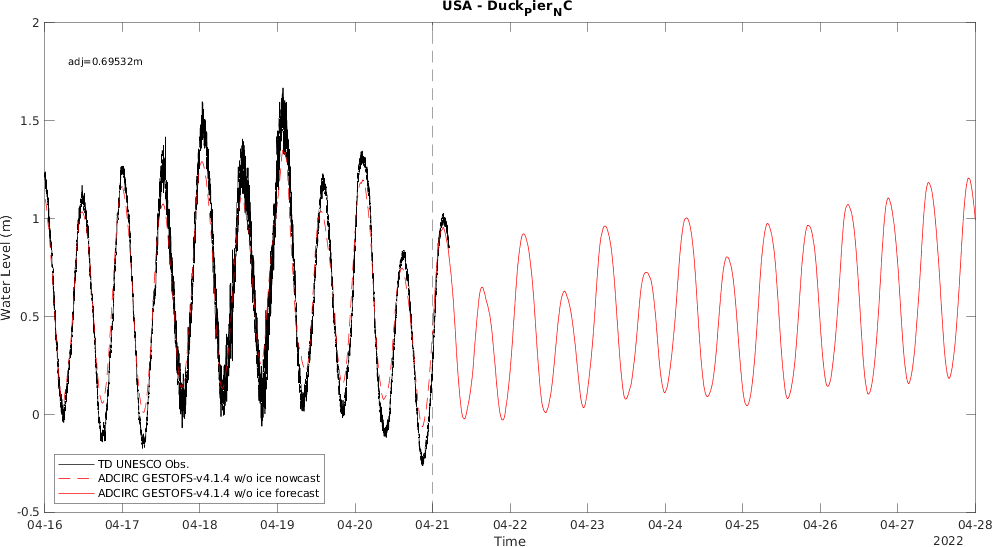 USA - Duck_Pier_NC
2
adj=0.69532m
1.5
1
0.5
0
-0.5
Water Level (m)
TD UNESCO Obs.
ADCIRC GESTOFS-v4.1.4 w/o ice nowcast
ADCIRC GESTOFS-v4.1.4 w/o ice forecast
04-16 04-17 04-18 04-19 04-20 04-21 04-22 04-23 04-24 04-25 04-26 04-27 04-28
Time
2022